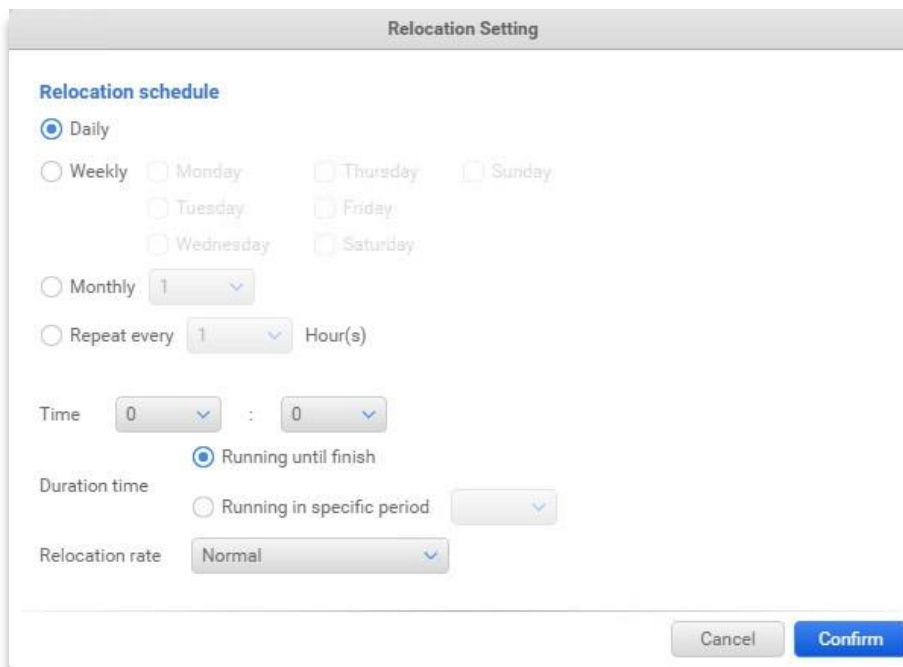 Relocation Setting
Relocation schedule
Daily
Weekly Monday Thursday Sunday
Tuesday Friday
Wednesday Saturday
Monthly 1
Repeat every 1 Hour(s)
Time 0 : 0
Running until finish
Duration time
Running in specific period
Relocation rate Normal
Cancel Confirm